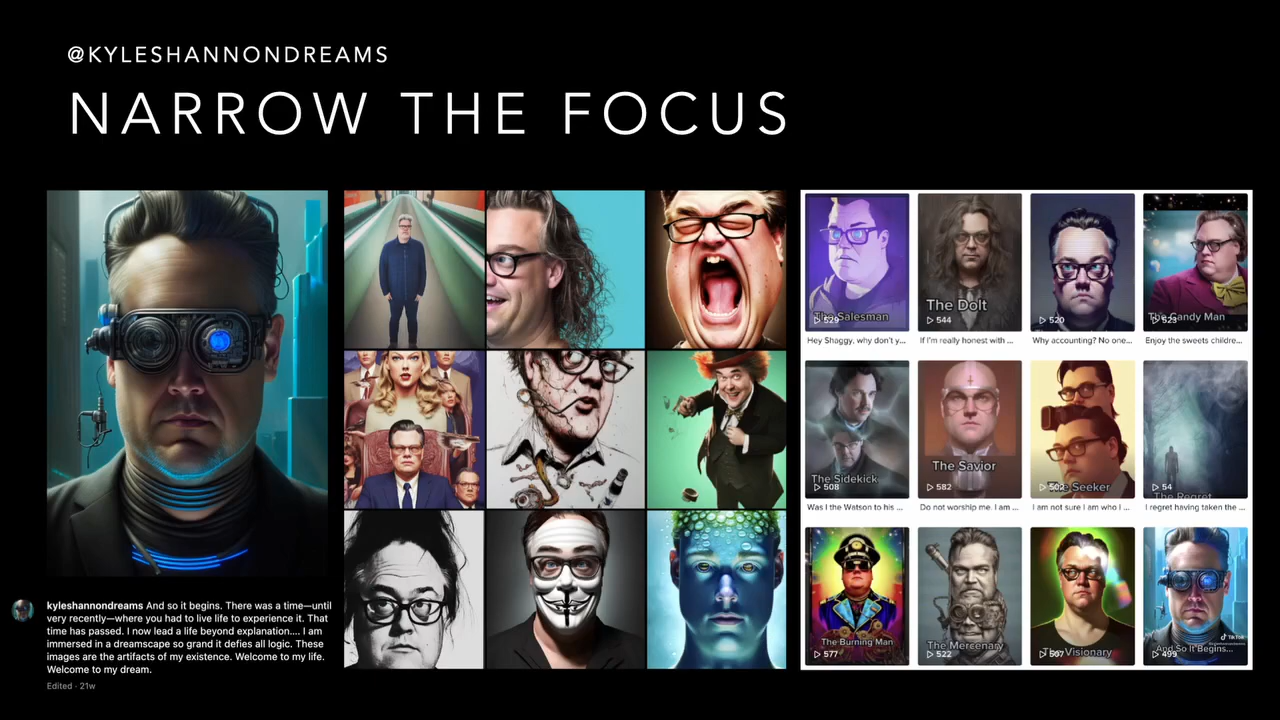 @KYLESHANNONDREAMS
NARROW THE FOCUS
kyleshannondreams And so it begins. There was a time—until
very recently—where you had to live life to experience it. That
time has passed. I now lead a life beyond explanation.... I am
immersed in a dreamscape so grand it defies all logic. These
images are the artifacts of my existence. Welcome to my life.
Welcome to my dream.
Edited · 21w
The Salesman
529
Hey Shaggy, why don't y...
The Dolt
544
If I'm really honest with ...
520
Why accounting? No one...
The Candy Man
523
Enjoy the sweets childre...
The Sidekick
508
Was I the Watson to his ...
The Savior
582
Do not worship me. I am ...
Seeker
I am not sure I am who I ...
The Regret
54
I regret having taken the ...
The Burning Man
577
The Mercenary
522
The Visionary
507
TikTok
And So It Begins...
499